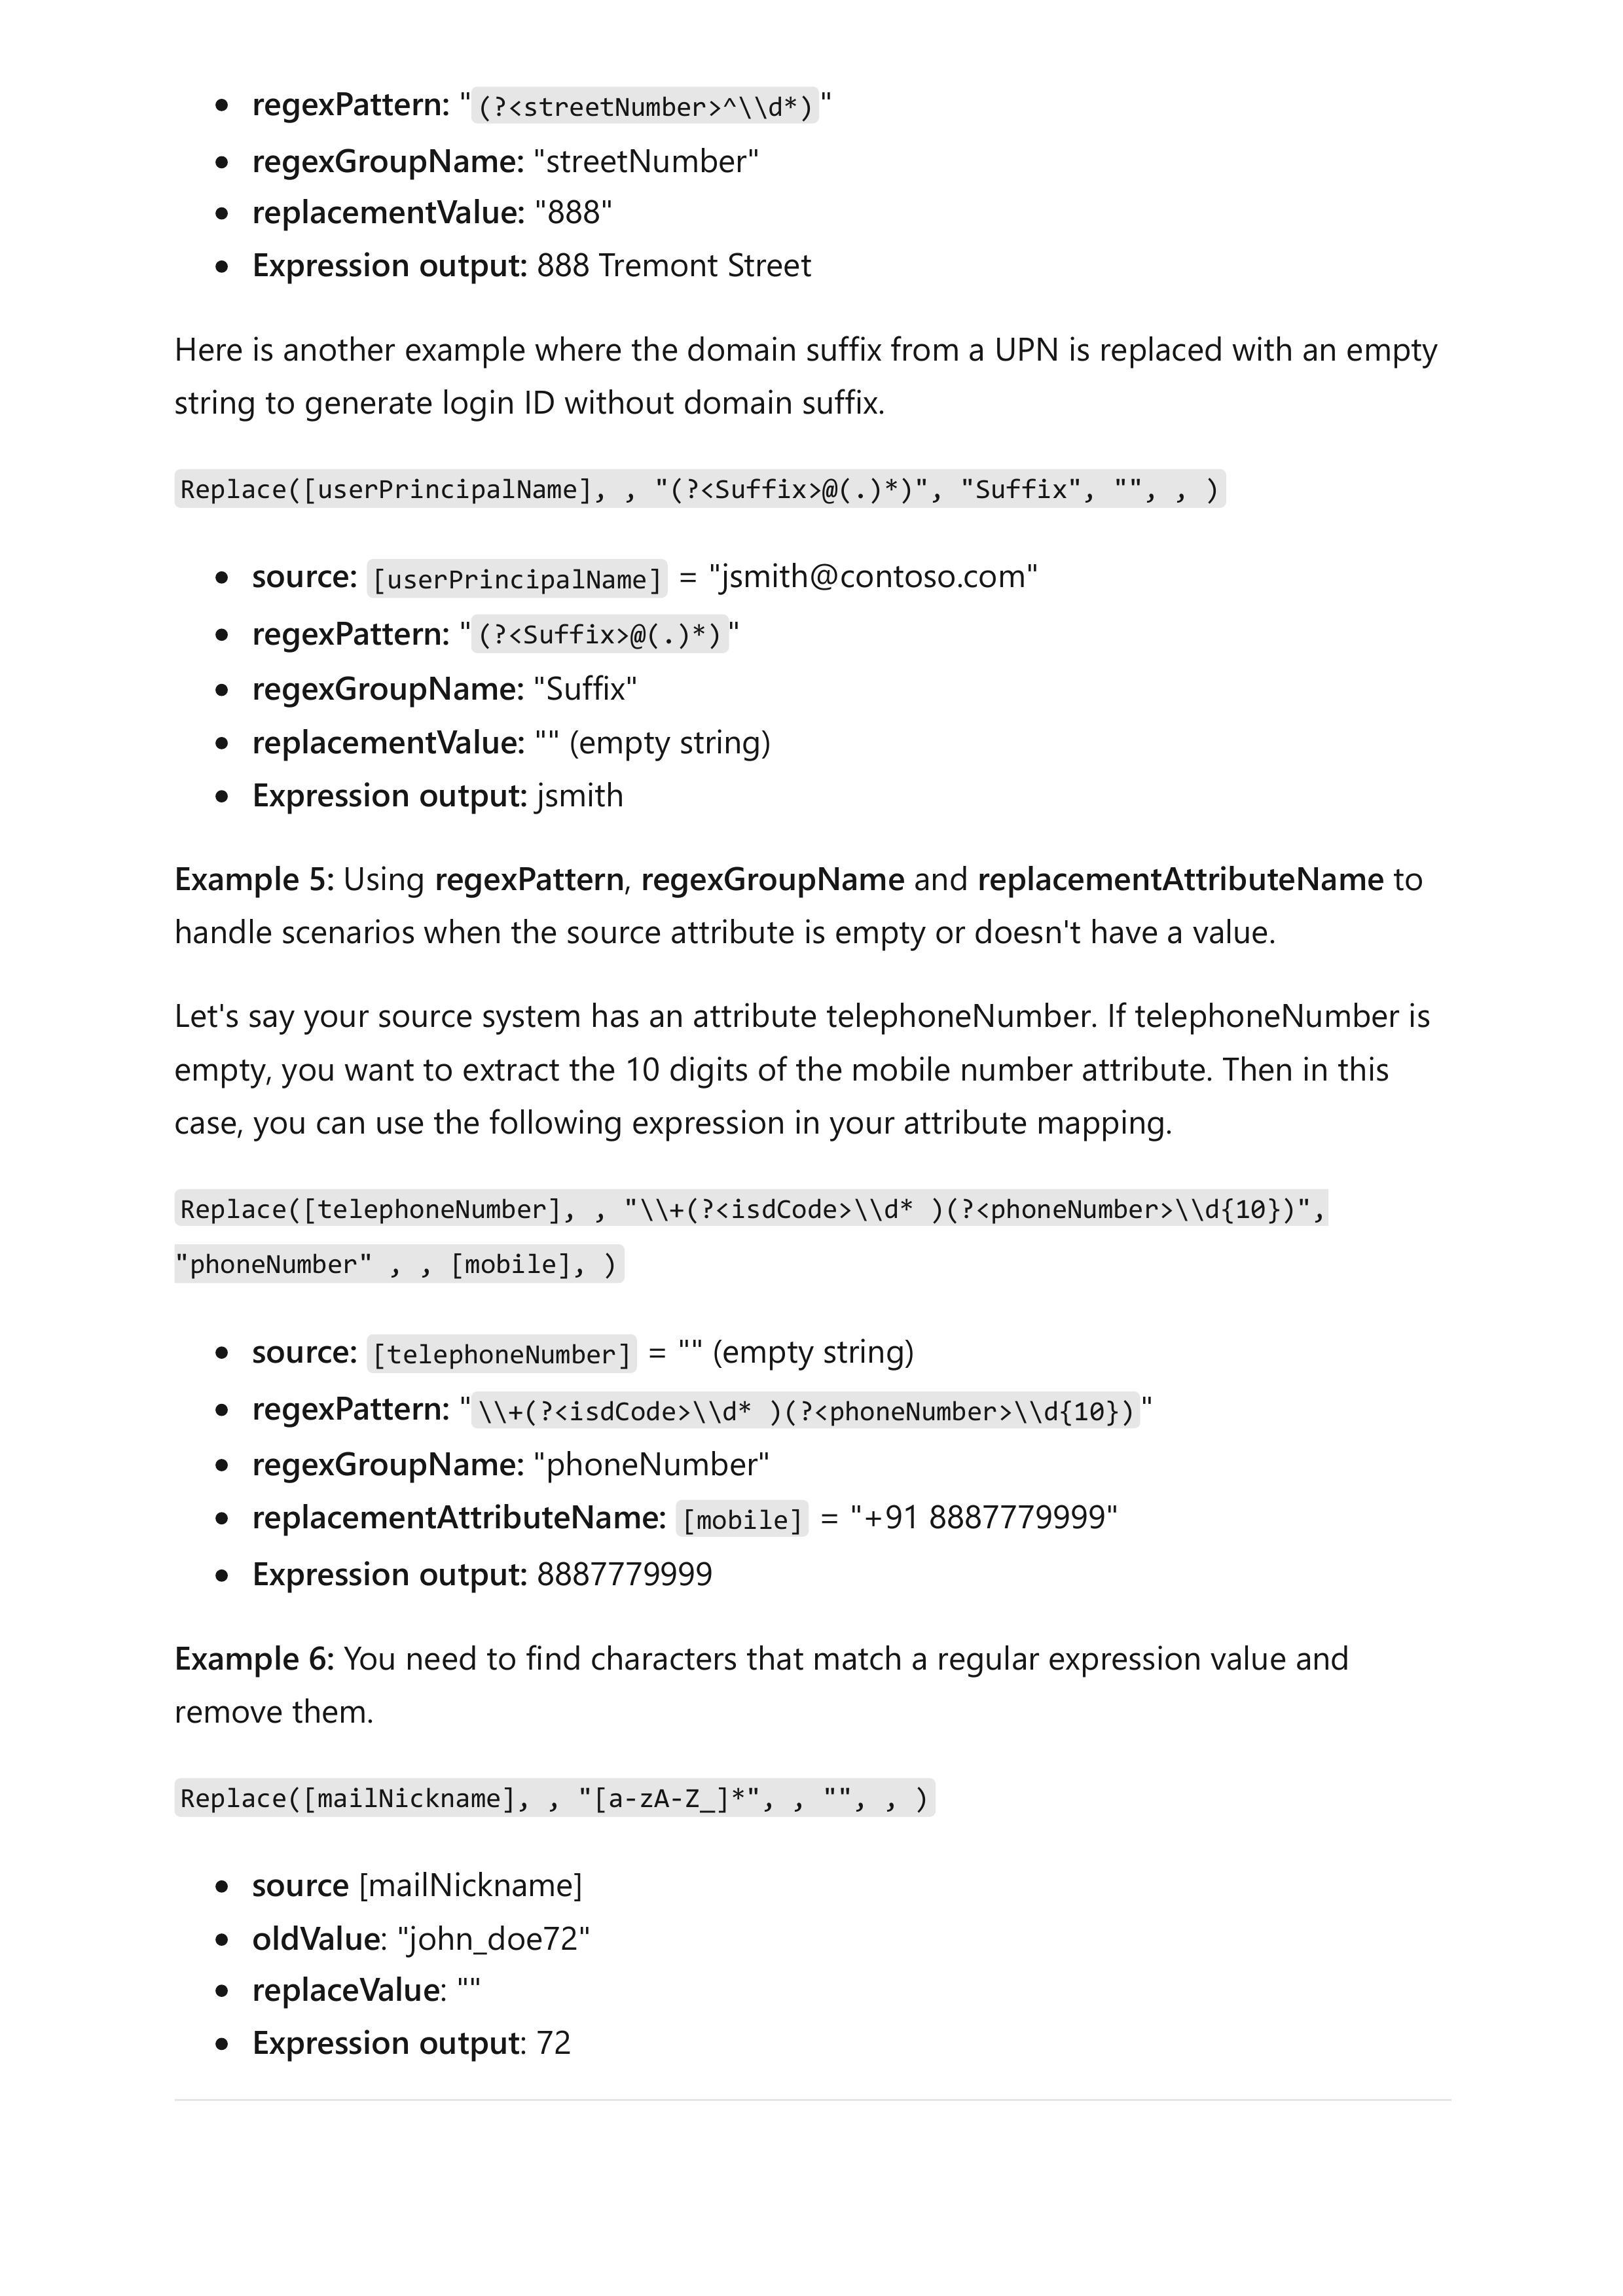 • regexPattern: "(?<streetNumber>^\\d*)"
• regexGroupName: "streetNumber"
• replacementValue: "888"
• Expression output: 888 Tremont Street
Here is another example where the domain suffix from a UPN is replaced with an empty
string to generate login ID without domain suffix.
Replace([userPrincipalName], , "(?<Suffix>@(.)*)", "Suffix", "", , )
• source: [userPrincipalName] = "jsmith@contoso.com"
• regexPattern: "(?<Suffix>@(.)*)"
• regexGroupName: "Suffix"
• replacementValue: "" (empty string)
• Expression output: jsmith
Example 5: Using regexPattern, regexGroupName and replacementAttributeName to
handle scenarios when the source attribute is empty or doesn't have a value.
Let's say your source system has an attribute telephoneNumber. If telephoneNumber is
empty, you want to extract the 10 digits of the mobile number attribute. Then in this
case, you can use the following expression in your attribute mapping.
Replace([telephoneNumber], , "\\+(?<isdCode>\\d* )(?<phoneNumber>\\d{10})",
"phoneNumber" , , [mobile], )
• source: [telephoneNumber] = "" (empty string)
• regexPattern: "\\+(?<isdCode>\\d* )(?<phoneNumber>\\d{10})"
• regexGroupName: "phoneNumber"
• replacementAttributeName: [mobile] = "+91 8887779999"
• Expression output: 8887779999
Example 6: You need to find characters that match a regular expression value and
remove them.
Replace([mailNickname], , "[a-zA-Z_]*", , "", , )
• source [mailNickname]
• oldValue: "john_doe72"
• replaceValue: ""
• Expression output: 72